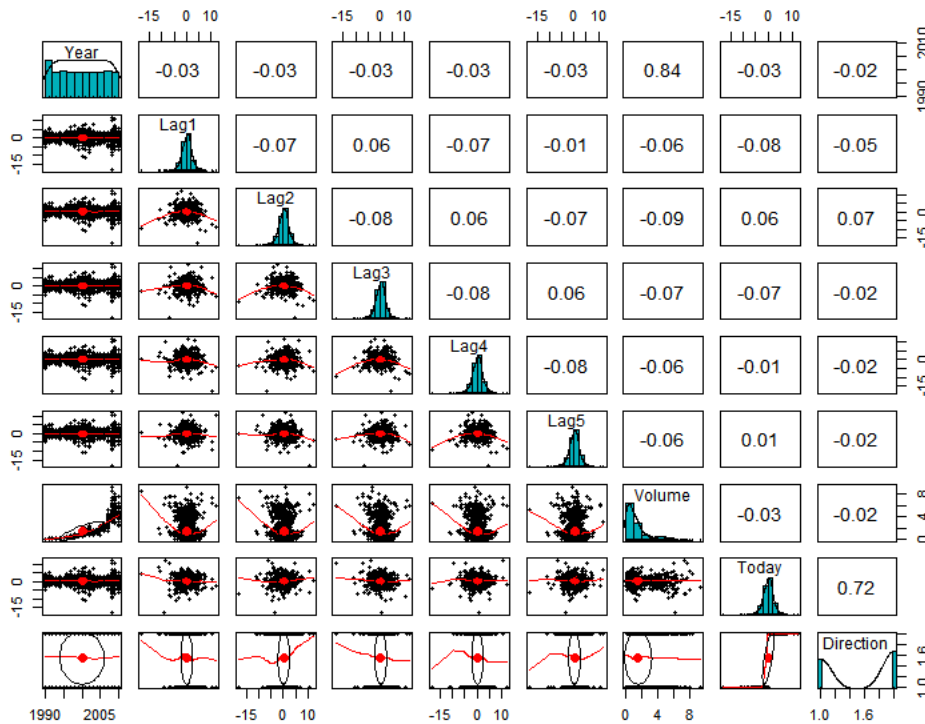 -15 0 10 -15 0 10 -15 0 10 -15 0 10
Year -0.03 -0.03 -0.03 -0.03 -0.03 0.84 -0.03 -0.02 1990 2010
-15 0 Lag1 -0.07 0.06 -0.07 -0.01 -0.06 -0.08 -0.05
Lag2 -0.08 0.06 -0.07 -0.09 0.06 0.07 -15 0
-15 0 Lag3 -0.08 0.06 -0.07 -0.07 -0.02
Lag4 -0.08 -0.06 -0.01 -0.02 -15 0
-15 0 Lag5 -0.06 0.01 -0.02
Volume -0.03 -0.02 0 4 8
-15 0 Today 0.72
Direction 1.0 1.6
1990 2005 -15 0 10 -15 0 10 0 4 8 1.0 1.6